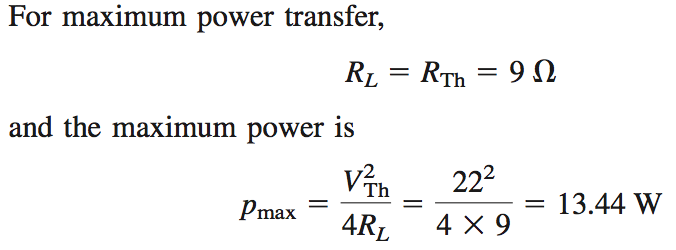 For maximum power transfer,
R_L = R_Th = 9 Ω
and the maximum power is
p_max = V_Th^2 / 4R_L = 22^2 / 4 × 9 = 13.44 W